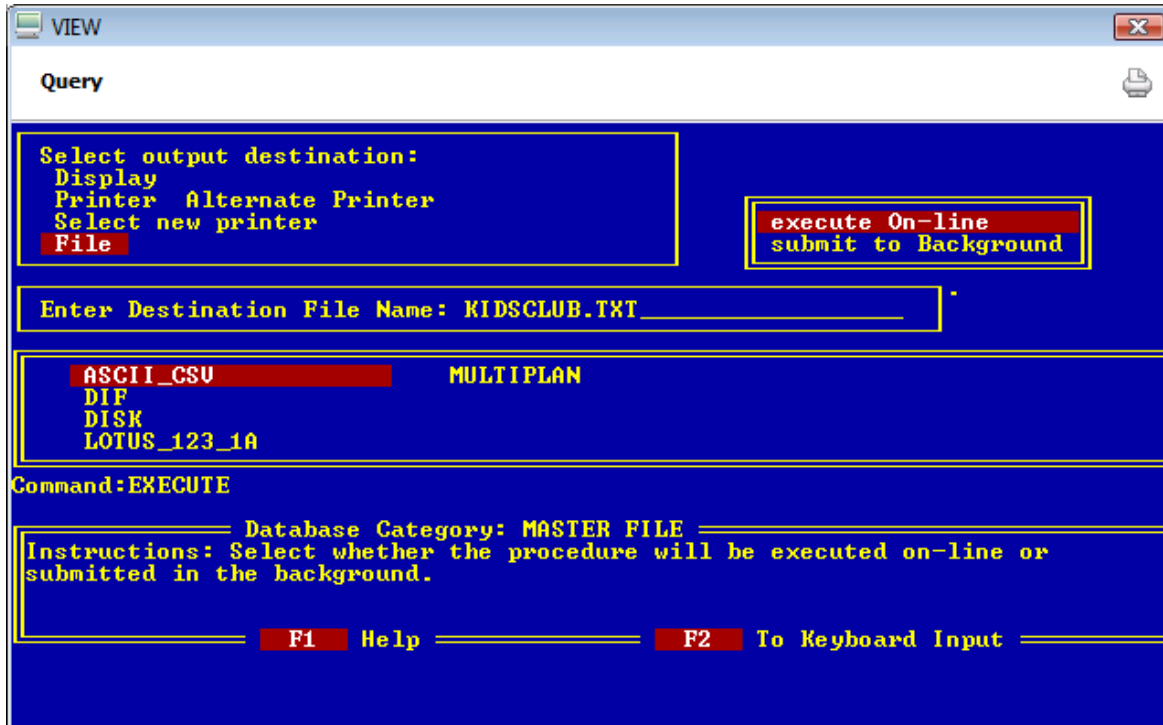 VIEW
Query
Select output destination:
Display
Printer Alternate Printer
Select new printer
File
execute On-line
submit to Background
Enter Destination File Name: KIDSCLUB.TXT
ASCII_CSV MULTIPLAN
DIF
DISK
LOTUS_123_1A
Command:EXECUTE
Database Category: MASTER FILE
Instructions: Select whether the procedure will be executed on-line or
submitted in the background.
F1 Help F2 To Keyboard Input